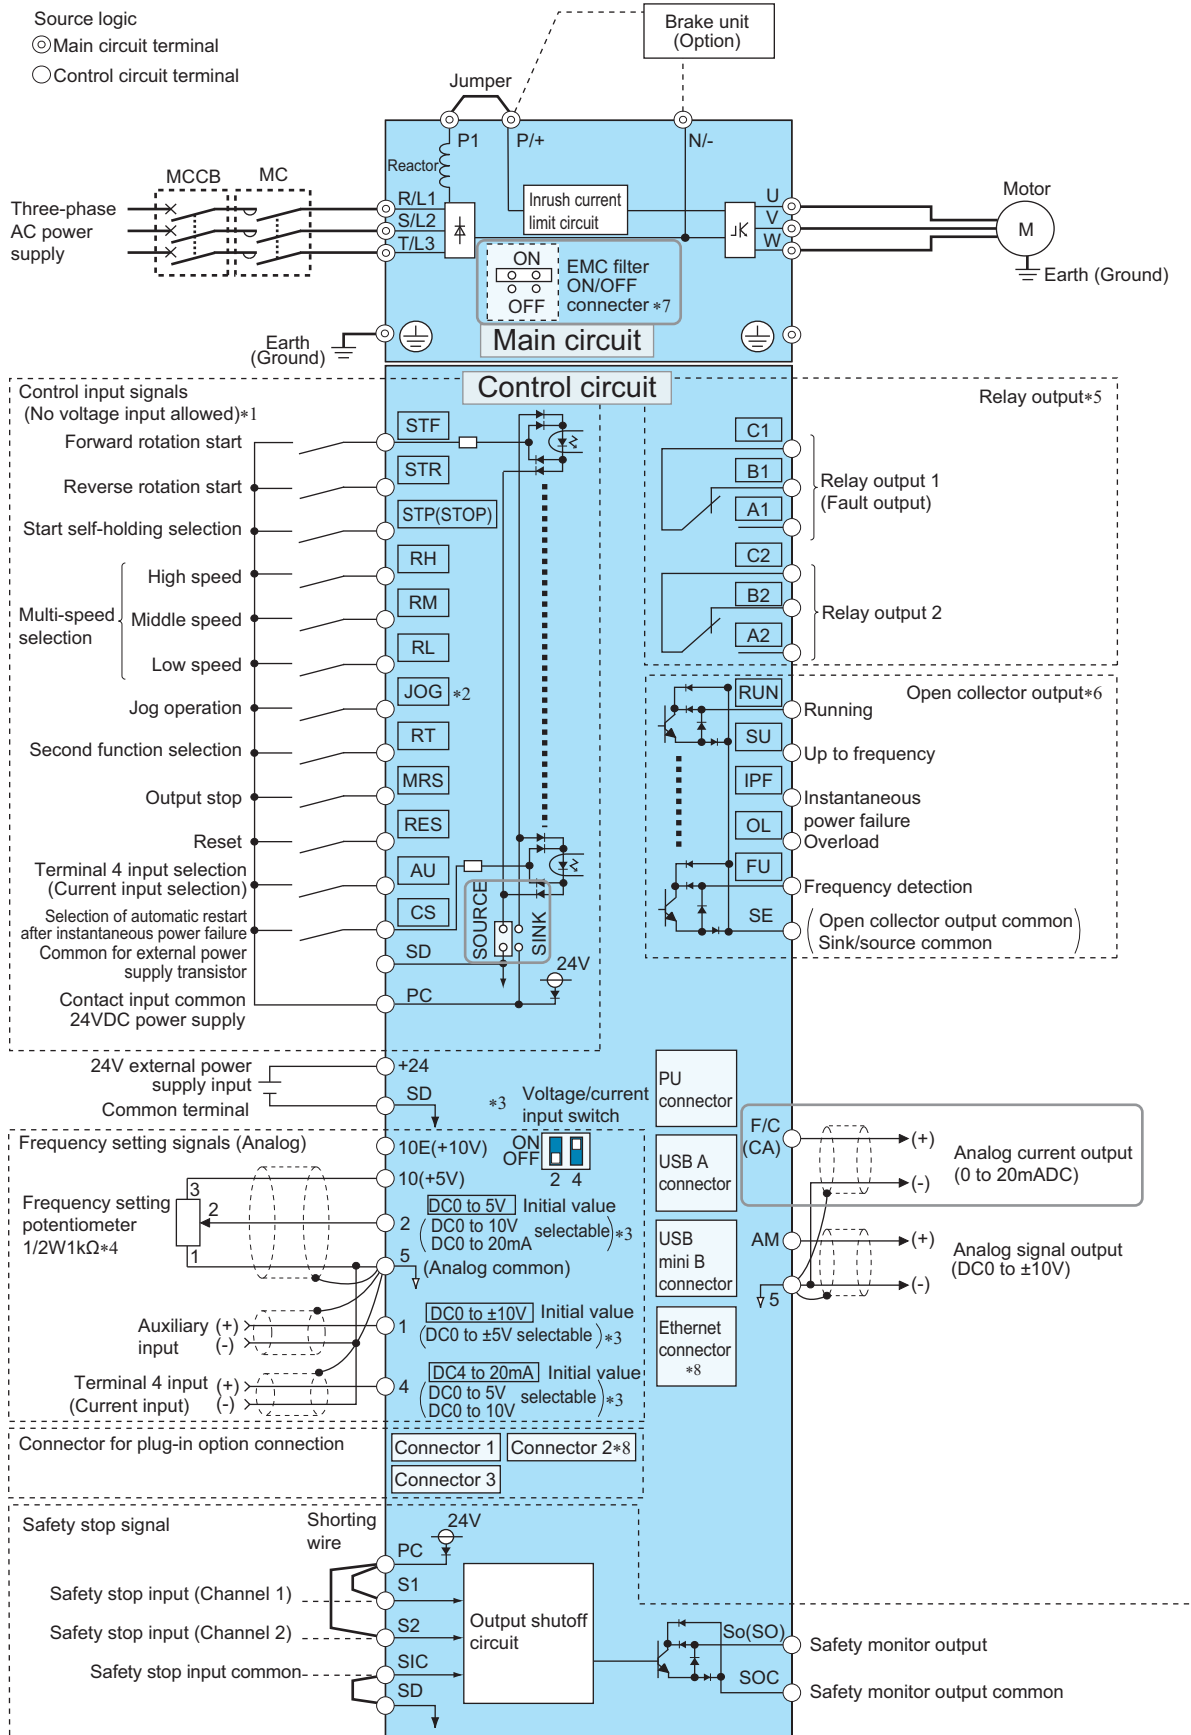 Source logic
Main circuit terminal
Control circuit terminal
Brake unit
(Option)
Jumper
P1
P/+
N/-
Reactor
MCCB
MC
Inrush current
limit circuit
Three-phase
AC power
supply
R/L1
S/L2
T/L3
U
V
W
Motor
M
Earth (Ground)
ON
OFF
EMC filter
ON/OFF
connecter *7
Earth
(Ground)
Main circuit
Control circuit
Control input signals
(No voltage input allowed)*1
Forward rotation start
STF
Reverse rotation start
STR
Start self-holding selection
STP(STOP)
Multi-speed
selection
High speed
RH
Middle speed
RM
Low speed
RL
Jog operation
JOG *2
Second function selection
RT
Output stop
MRS
Reset
RES
Terminal 4 input selection
(Current input selection)
AU
Selection of automatic restart
after instantaneous power failure
CS
SOURCE
SINK
Common for external power
supply transistor
SD
24V
Contact input common
24VDC power supply
PC
Relay output*5
C1
B1
A1
Relay output 1
(Fault output)
C2
B2
A2
Relay output 2
Open collector output*6
RUN
Running
SU
Up to frequency
IPF
Instantaneous
power failure
OL
Overload
FU
Frequency detection
SE
(Open collector output common
Sink/source common)
24V external power
supply input
+24
Common terminal
SD
*3 Voltage/current
input switch
ON
OFF
2 4
PU
connector
USB A
connector
USB
mini B
connector
Ethernet
connector
*8
F/C
(CA)
(+)
(-)
Analog current output
(0 to 20mADC)
AM
(+)
(-)
5
Analog signal output
(DC0 to ±10V)
Frequency setting signals (Analog)
10E(+10V)
10(+5V)
Frequency setting
potentiometer
1/2W1kΩ*4
3
2
1
2
DC0 to 5V Initial value
(DC0 to 10V
DC0 to 20mA selectable)*3
5
(Analog common)
Auxiliary
input
(+)
(-)
1
DC0 to ±10V Initial value
(DC0 to ±5V selectable)*3
Terminal 4 input
(Current input)
(+)
(-)
4
DC4 to 20mA Initial value
(DC0 to 5V
DC0 to 10V selectable)*3
Connector for plug-in option connection
Connector 1
Connector 2*8
Connector 3
Safety stop signal
Shorting
wire
24V
PC
Safety stop input (Channel 1)
S1
Safety stop input (Channel 2)
S2
Safety stop input common
SIC
SD
Output shutoff
circuit
So(SO)
Safety monitor output
SOC
Safety monitor output common